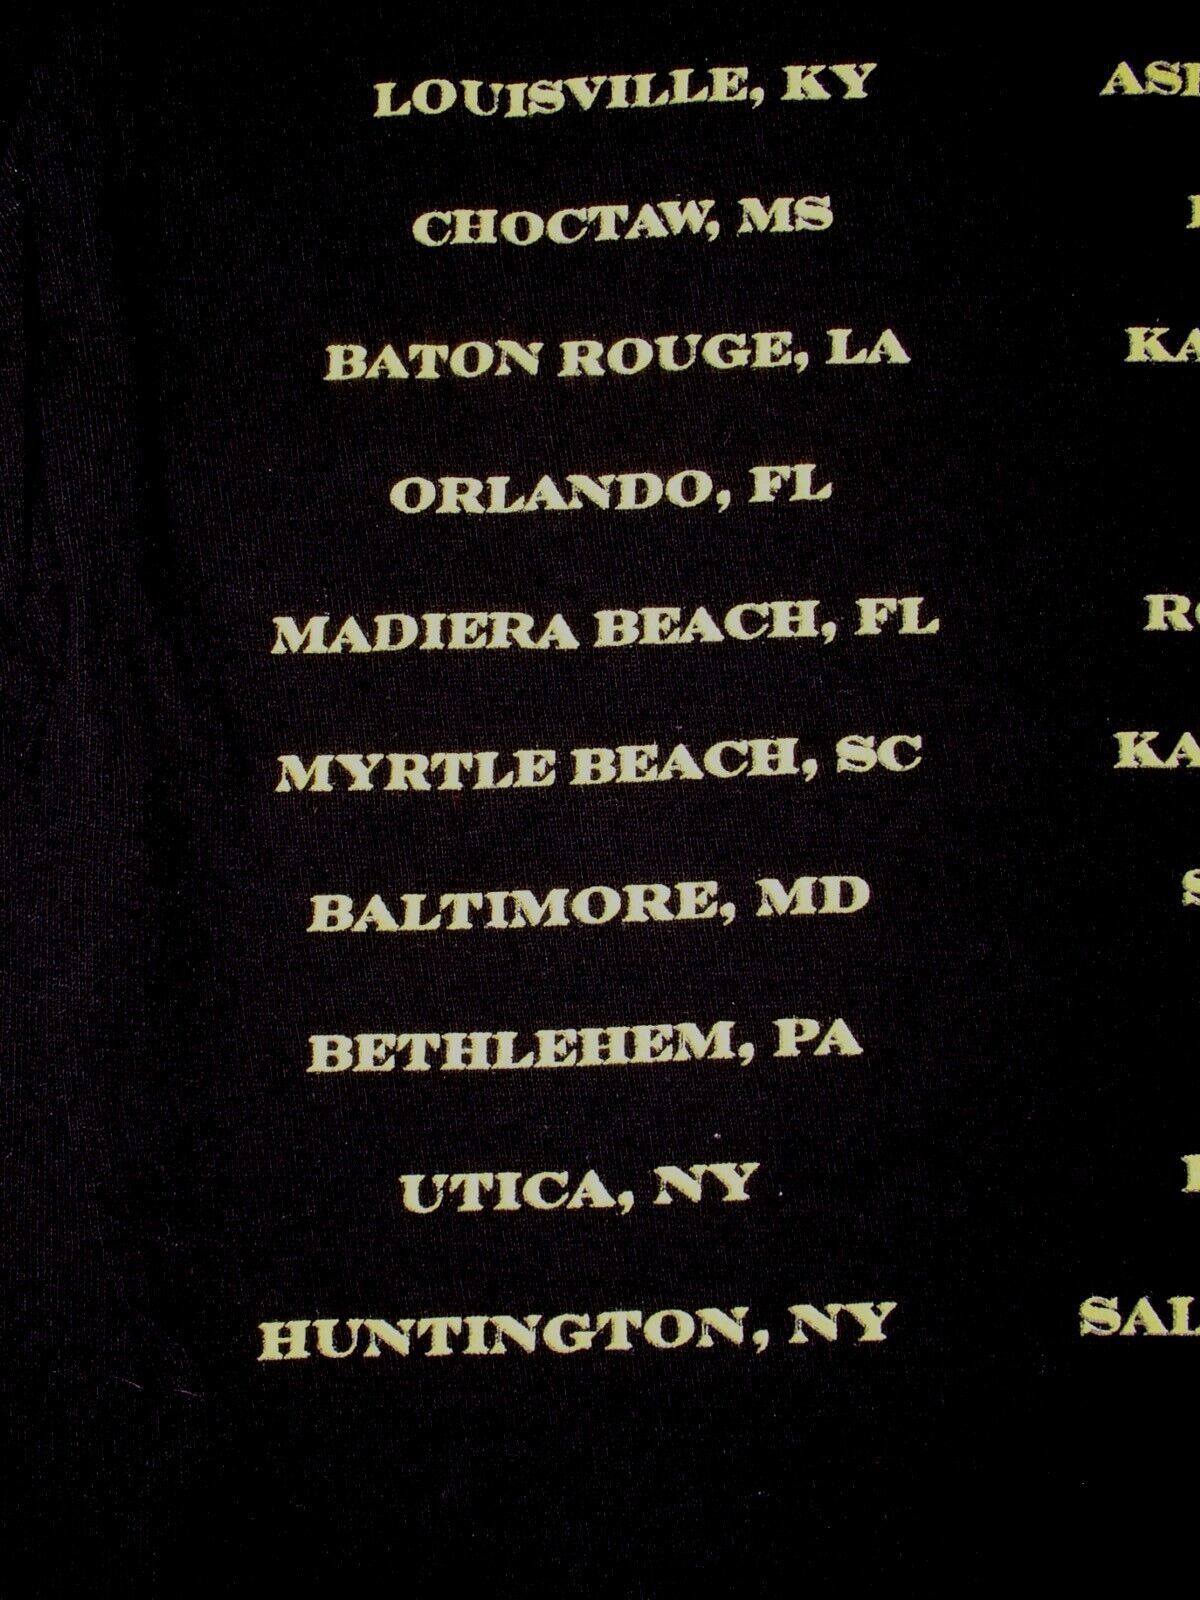 LOUISVILLE, KY
CHOCTAW, MS
BATON ROUGE, LA
ORLANDO, FL
MADIERA BEACH, FL
MYRTLE BEACH, SC
BALTIMORE, MD
BETHLEHEM, PA
UTICA, NY
HUNTINGTON, NY